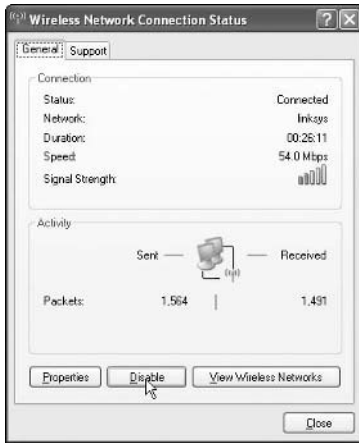 Wireless Network Connection Status
General Support
Connection
Status: Connected
Network: linksys
Duration: 00:26:11
Speed: 54.0 Mbps
Signal Strength:
Activity
Sent Received
Packets: 1,564 1,491
Properties Disable View Wireless Networks
Close